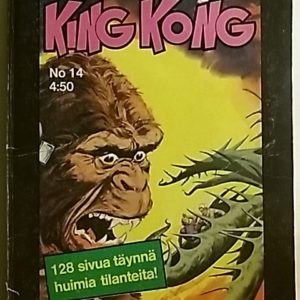 KING KONG
No 14
4:50
128 sivua täynnä
huimia tilanteita!